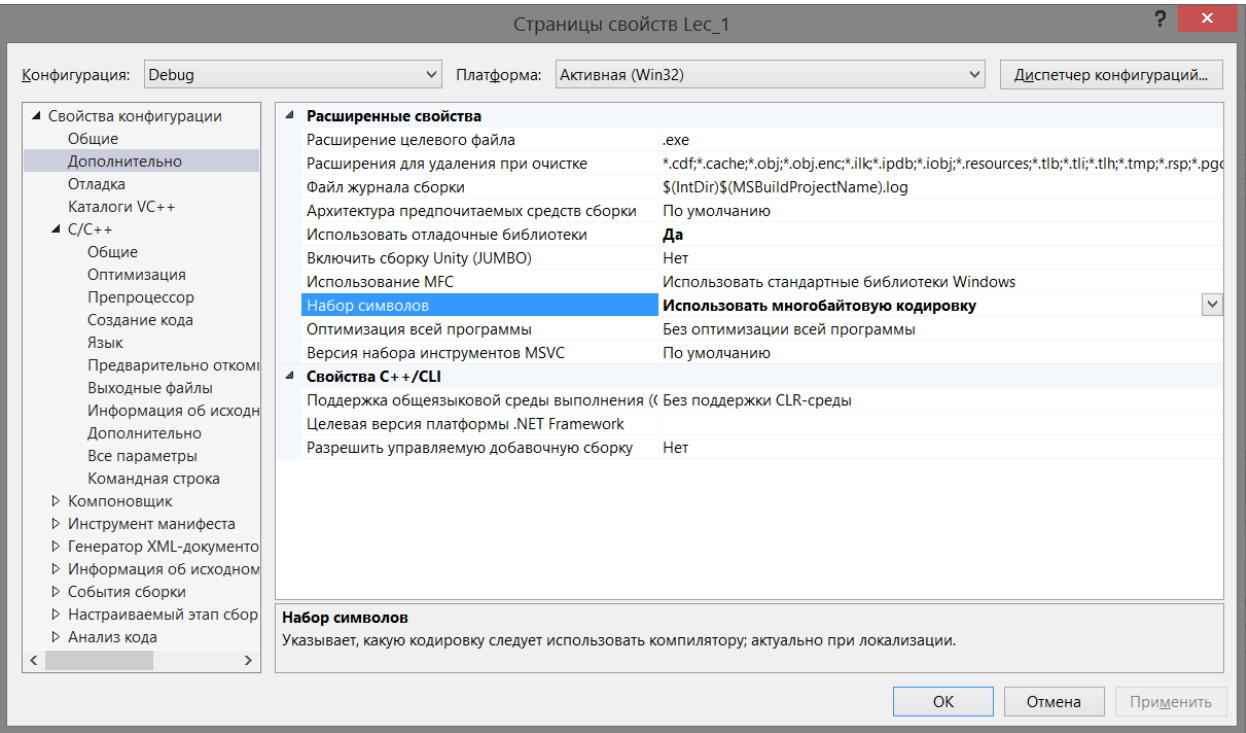 Страницы свойств Lec_1
? ×
Конфигурация: Debug Платформа: Активная (Win32) Диспетчер конфигураций...
Свойства конфигурации
Общие
Дополнительно
Отладка
Каталоги VC++
C/C++
Общие
Оптимизация
Препроцессор
Создание кода
Язык
Предварительно откомп
Выходные файлы
Информация об исходн
Дополнительно
Все параметры
Командная строка
Компоновщик
Инструмент манифеста
Генератор XML-документо
Информация об исходном
События сборки
Настраиваемый этап сбор
Анализ кода
Расширенные свойства
Расширение целевого файла .exe
Расширения для удаления при очистке *.cdf;*.cache;*.obj;*.obj.enc;*.ilk;*.ipdb;*.iobj;*.resources;*.tlb;*.tli;*.tlh;*.tmp;*.rsp;*.pgc
Файл журнала сборки $(IntDir)$(MSBuildProjectName).log
Архитектура предпочитаемых средств сборки По умолчанию
Использовать отладочные библиотеки Да
Включить сборку Unity (JUMBO) Нет
Использование MFC Использовать стандартные библиотеки Windows
Набор символов Использовать многобайтовую кодировку
Оптимизация всей программы Без оптимизации всей программы
Версия набора инструментов MSVC По умолчанию
Свойства C++/CLI
Поддержка общеязыковой среды выполнения (C Без поддержки CLR-среды
Целевая версия платформы .NET Framework
Разрешить управляемую добавочную сборку Нет
Набор символов
Указывает, какую кодировку следует использовать компилятору; актуально при локализации.
OK Отмена Применить